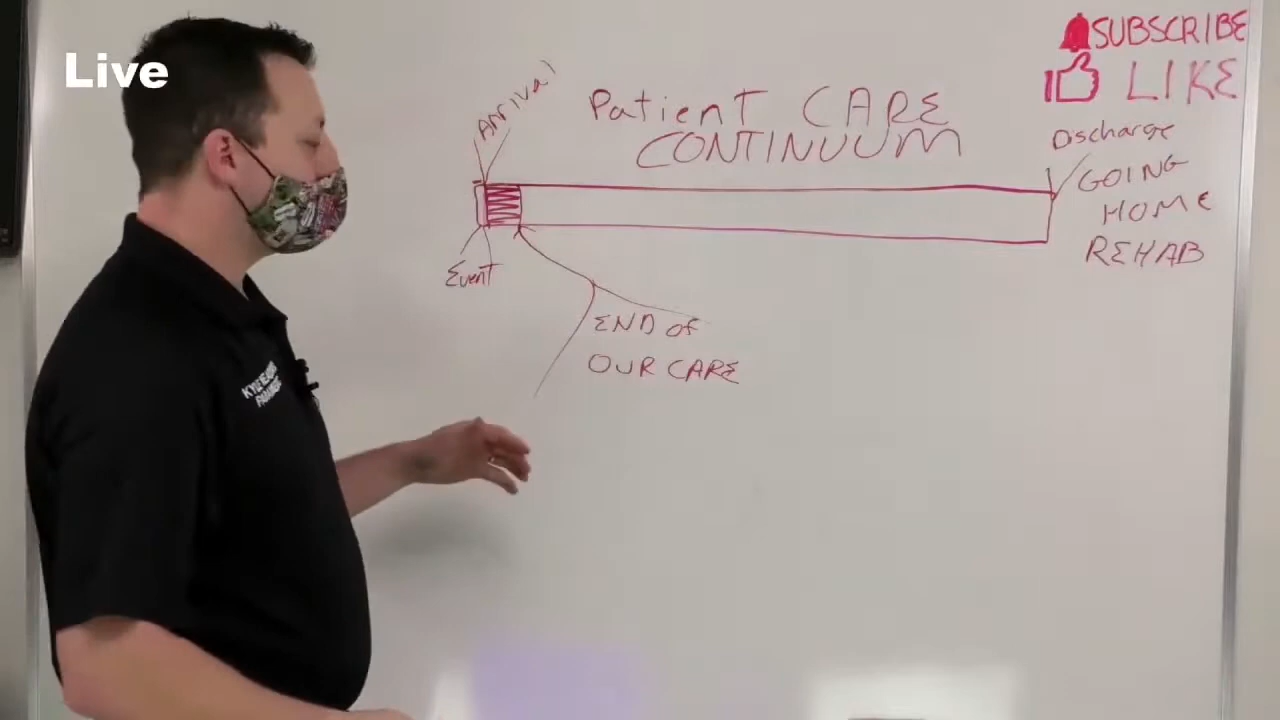 Live
SUBSCRIBE
LIKE
Arrival
Patient CARE
CONTINUUM
Discharge
GOING
HOME
REHAB
Event
END of
OUR CARE